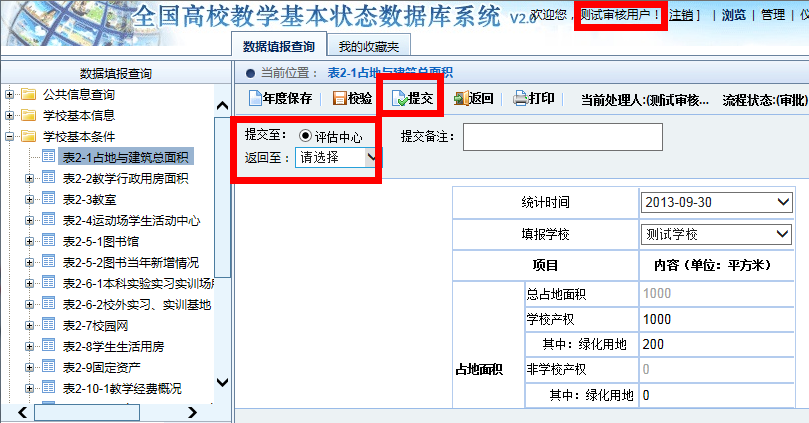 全国高校教学基本状态数据库系统 V2.0
欢迎您，测试审核用户！ [注销] | 浏览 | 管理 | 仪
数据填报查询 我的收藏夹
数据填报查询
公共信息查询
学校基本信息
学校基本条件
表2-1占地与建筑总面积
表2-2教学行政用房面积
表2-3教室
表2-4运动场学生活动中心
表2-5-1图书馆
表2-5-2图书当年新增情况
表2-6-1本科实验实习实训场所
表2-6-2校外实习、实训基地
表2-7校园网
表2-8学生生活用房
表2-9固定资产
表2-10-1教学经费概况
当前位置： 表2-1占地与建筑总面积
年度保存 校验 提交 返回 打印 当前处理人:(测试审核... 流程状态:(审批)
提交至： 评估中心 提交备注:
返回至： 请选择
统计时间 2013-09-30
填报学校 测试学校
项目 内容（单位：平方米）
占地面积
总占地面积 1000
学校产权 1000
其中：绿化用地 200
非学校产权 0
其中：绿化用地 0